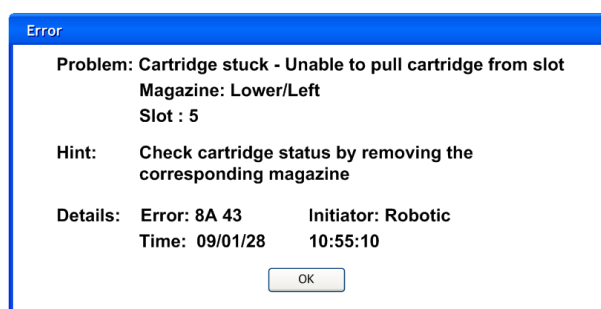 Error
Problem: Cartridge stuck - Unable to pull cartridge from slot
Magazine: Lower/Left
Slot : 5
Hint: Check cartridge status by removing the
corresponding magazine
Details: Error: 8A 43 Initiator: Robotic
Time: 09/01/28 10:55:10
OK